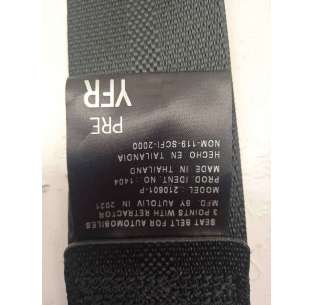 SEAT BELT FOR AUTOMOBILES
3 POINTS WITH RETRACTOR
MFD. BY AUTOLIV IN 2021
MODEL :210601-P
PROD IDENT NO. :1404
MADE IN THAILAND
HECHO EN TAILANDIA
NOM-119-SCFI-2000
PRE
YFR